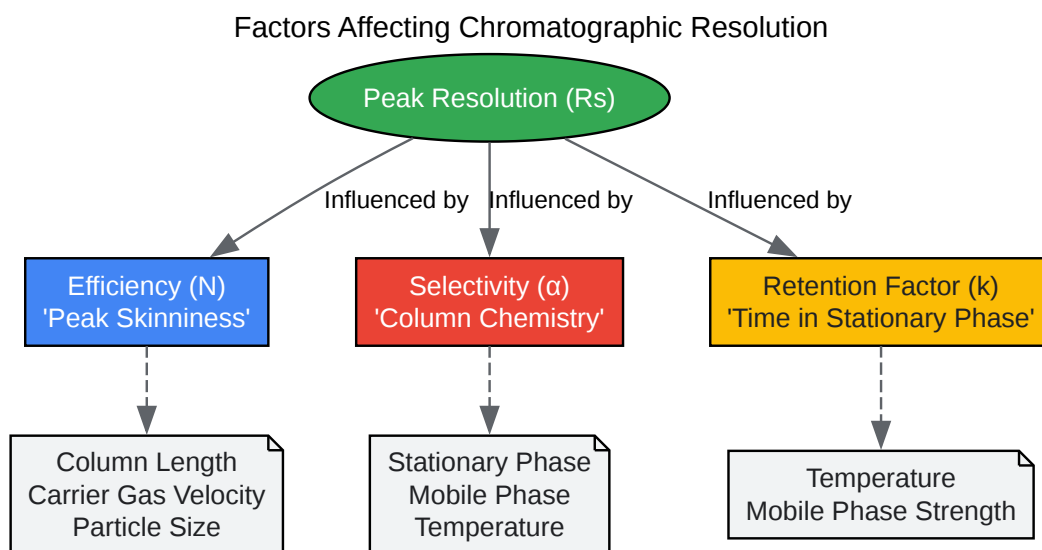 Factors Affecting Chromatographic Resolution
Peak Resolution (Rs)
Influenced by
Influenced by
Influenced by
Efficiency (N)
'Peak Skinniness'
Selectivity (α)
'Column Chemistry'
Retention Factor (k)
'Time in Stationary Phase'
Column Length
Carrier Gas Velocity
Particle Size
Stationary Phase
Mobile Phase
Temperature
Temperature
Mobile Phase Strength